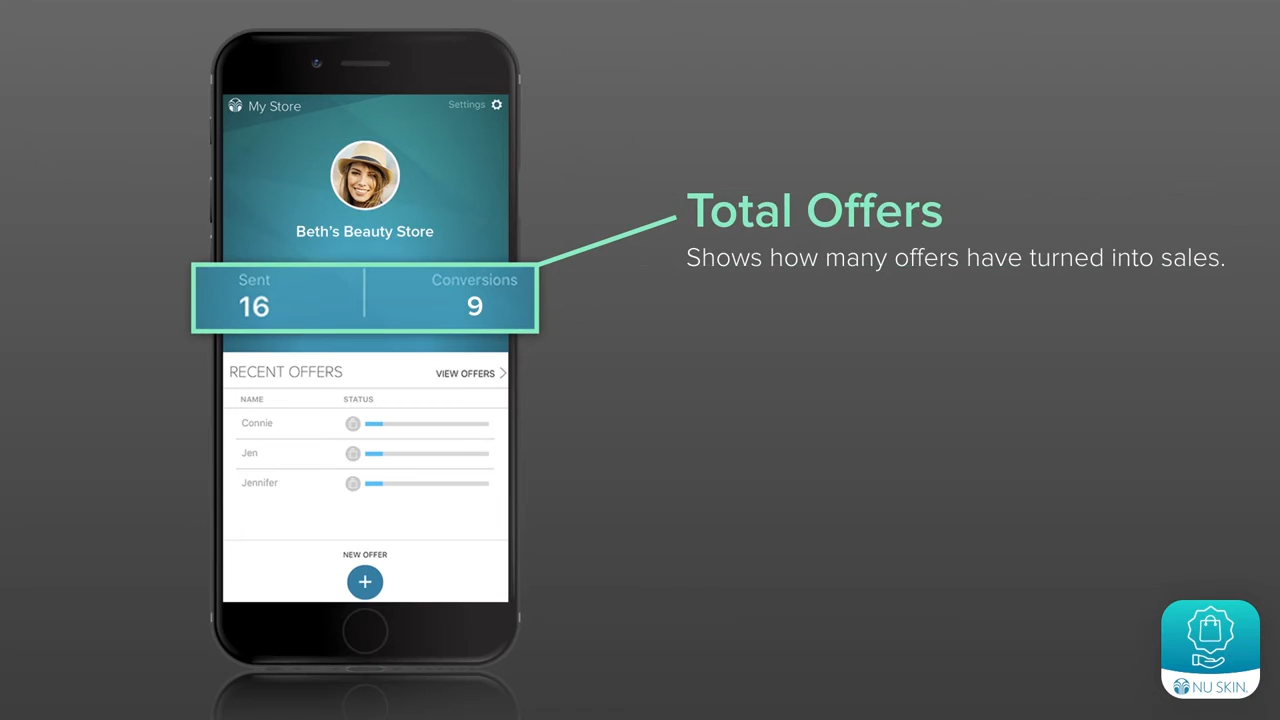 My Store
Settings
Beth's Beauty Store
Sent
Conversions
16
9
Total Offers
Shows how many offers have turned into sales.
RECENT OFFERS
VIEW OFFERS
NAME
STATUS
Connie
Jen
Jennifer
NEW OFFER
+
NU SKIN.